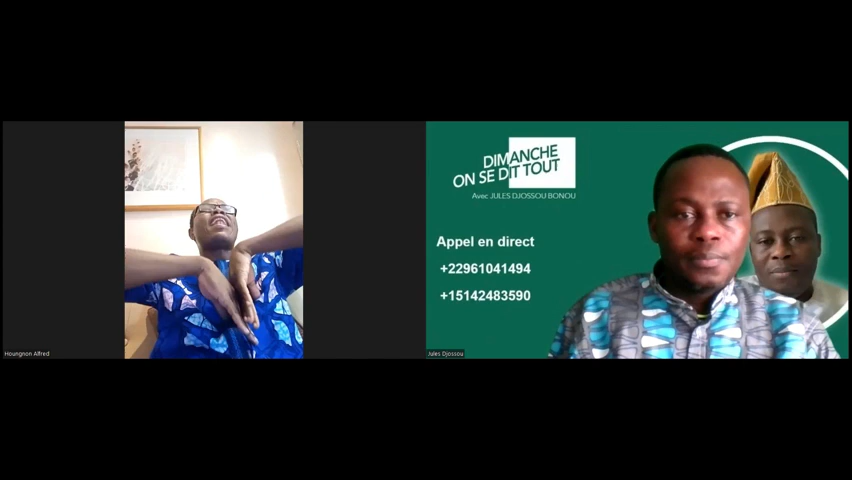 DIMANCHE
ON SE DIT TOUT
Avec JULES DJOSSOU BONOU
Appel en direct
+22961041494
+15142483590
Houngnon Alfred
Jules Djossou